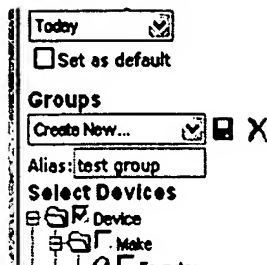 Today
Set as default
Groups
Create New...
Alias: test group
Select Devices
Device
Make